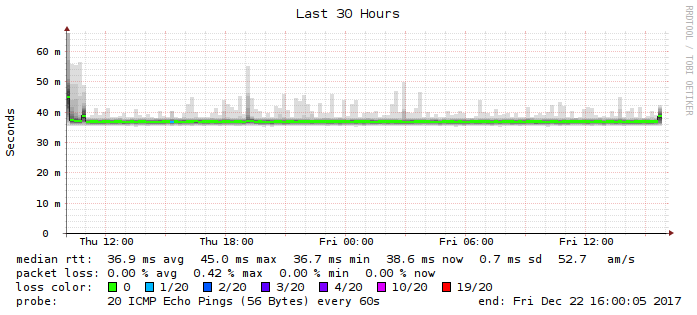 Last 30 Hours
RRDTOOL / TOBI OETIKER
Seconds
60 m
50 m
40 m
30 m
20 m
10 m
0
Thu 12:00 Thu 18:00 Fri 00:00 Fri 06:00 Fri 12:00
median rtt: 36.9 ms avg 45.0 ms max 36.7 ms min 38.6 ms now 0.7 ms sd 52.7 am/s
packet loss: 0.00 % avg 0.42 % max 0.00 % min 0.00 % now
loss color: 0 1/20 2/20 3/20 4/20 10/20 19/20
probe: 20 ICMP Echo Pings (56 Bytes) every 60s end: Fri Dec 22 16:00:05 2017